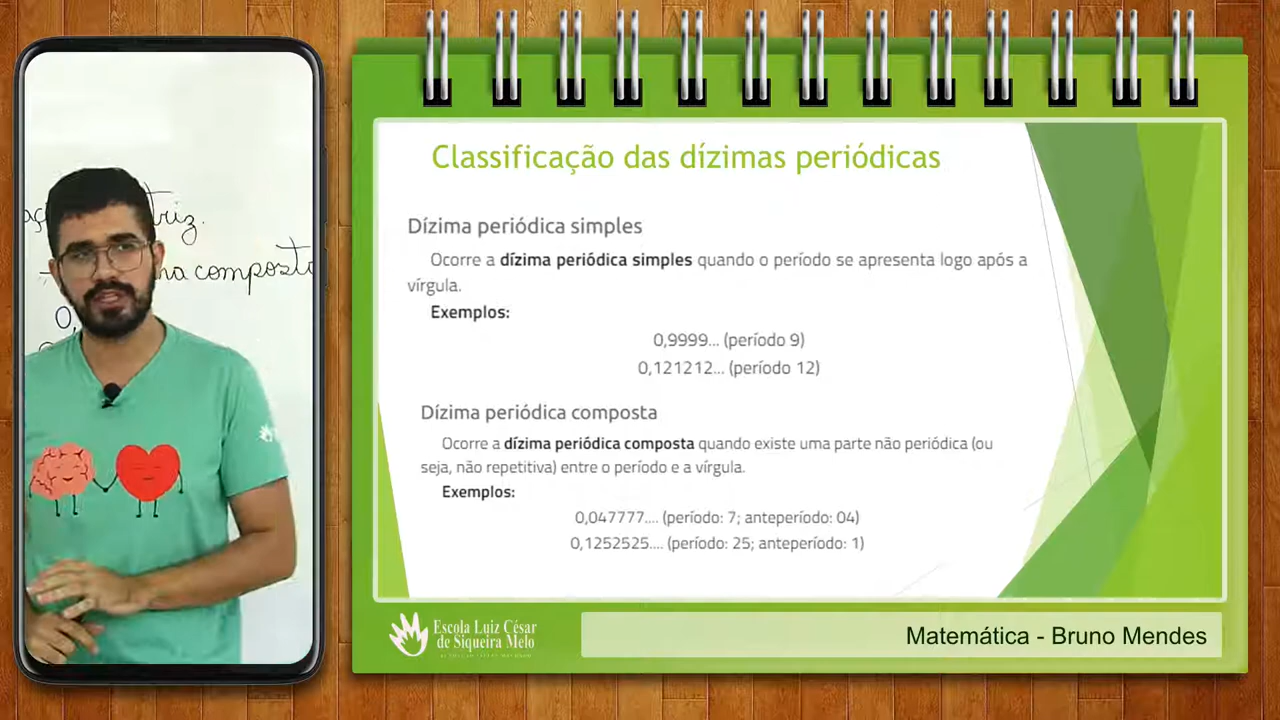 triz.
composta
0,
Classificação das dízimas periódicas
Dízima periódica simples
Ocorre a dízima periódica simples quando o período se apresenta logo após a
vírgula.
Exemplos:
0,9999... (período 9)
0,121212... (período 12)
Dízima periódica composta
Ocorre a dízima periódica composta quando existe uma parte não periódica (ou
seja, não repetitiva) entre o período e a vírgula.
Exemplos:
0,047777.... (período: 7; anteperíodo: 04)
0,1252525.... (período: 25; anteperíodo: 1)
Escola Luiz César
de Siqueira Melo
Matemática - Bruno Mendes